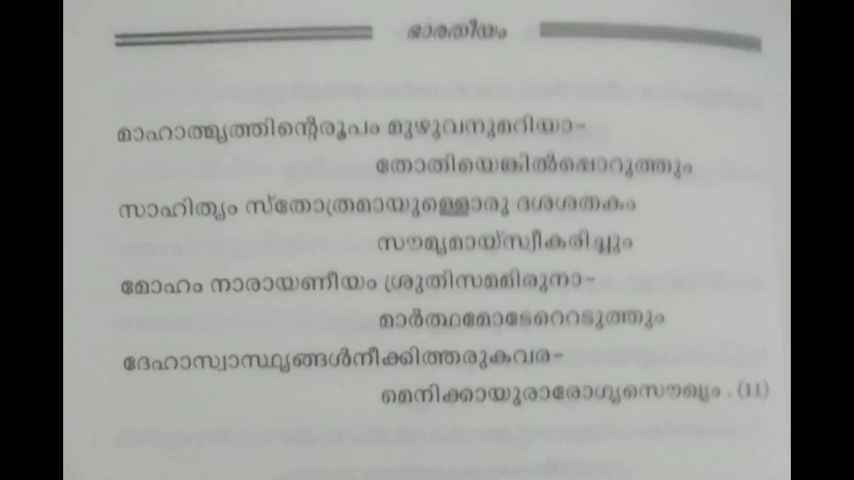 ഭാരതീയം
മാഹാത്മ്യത്തിന്റെരൂപം മുഴുവനുമറിയാ-
തോതിയെങ്കിൽപ്പൊറുത്തും
സാഹിത്യം സ്തോത്രമായുള്ളൊരു ദശശതകം
സൗമ്യമായ്സ്വീകരിച്ചും
മോഹം നാരായണീയം ശ്രുതിസമമിരുനാ-
മാർത്ഥമോടേറെടുത്തും
ദേഹാസ്വാസ്ഥ്യങ്ങൾനീക്കിത്തരുകവര-
മെനിക്കായുരാരോഗ്യസൌഖ്യം . (11)